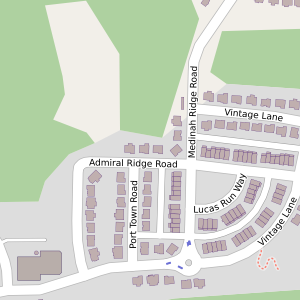 Medinah Ridge Road
Vintage Lane
Admiral Ridge Road
Port Town Road
Lucas Run Way
Vintage Lane